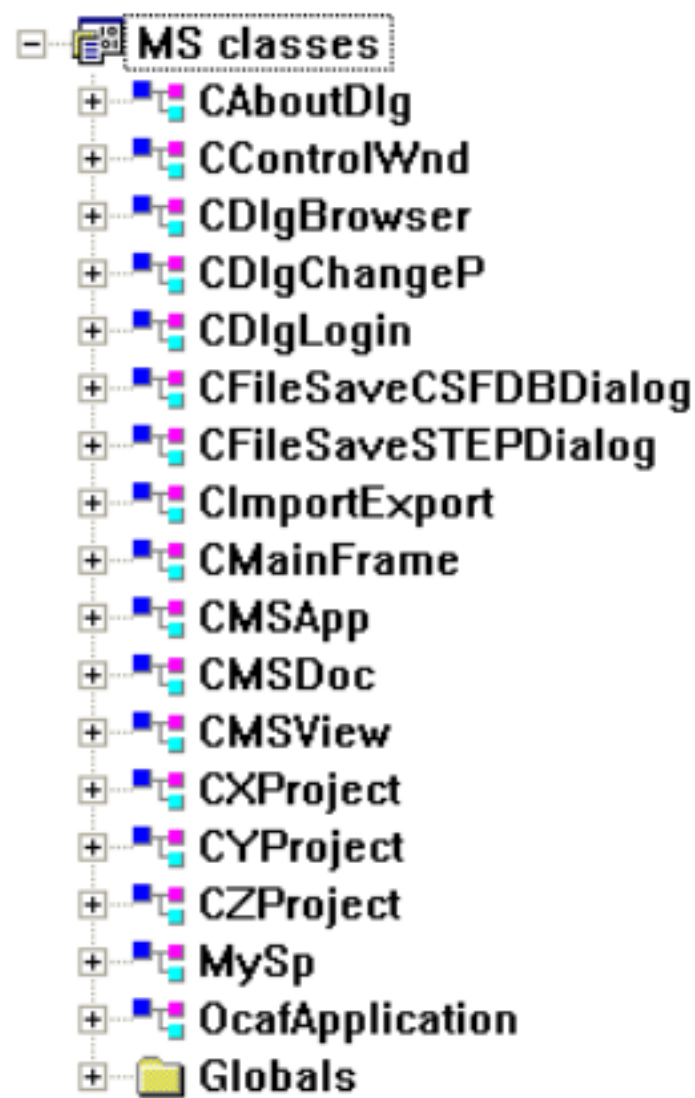 MS classes
CAboutDlg
CControlWnd
CDlgBrowser
CDlgChangeP
CDlgLogin
CFileSaveCSFDBDialog
CFileSaveSTEPDialog
CImportExport
CMainFrame
CMSApp
CMSDoc
CMSView
CXProject
CYProject
CZProject
MySp
OcafApplication
Globals